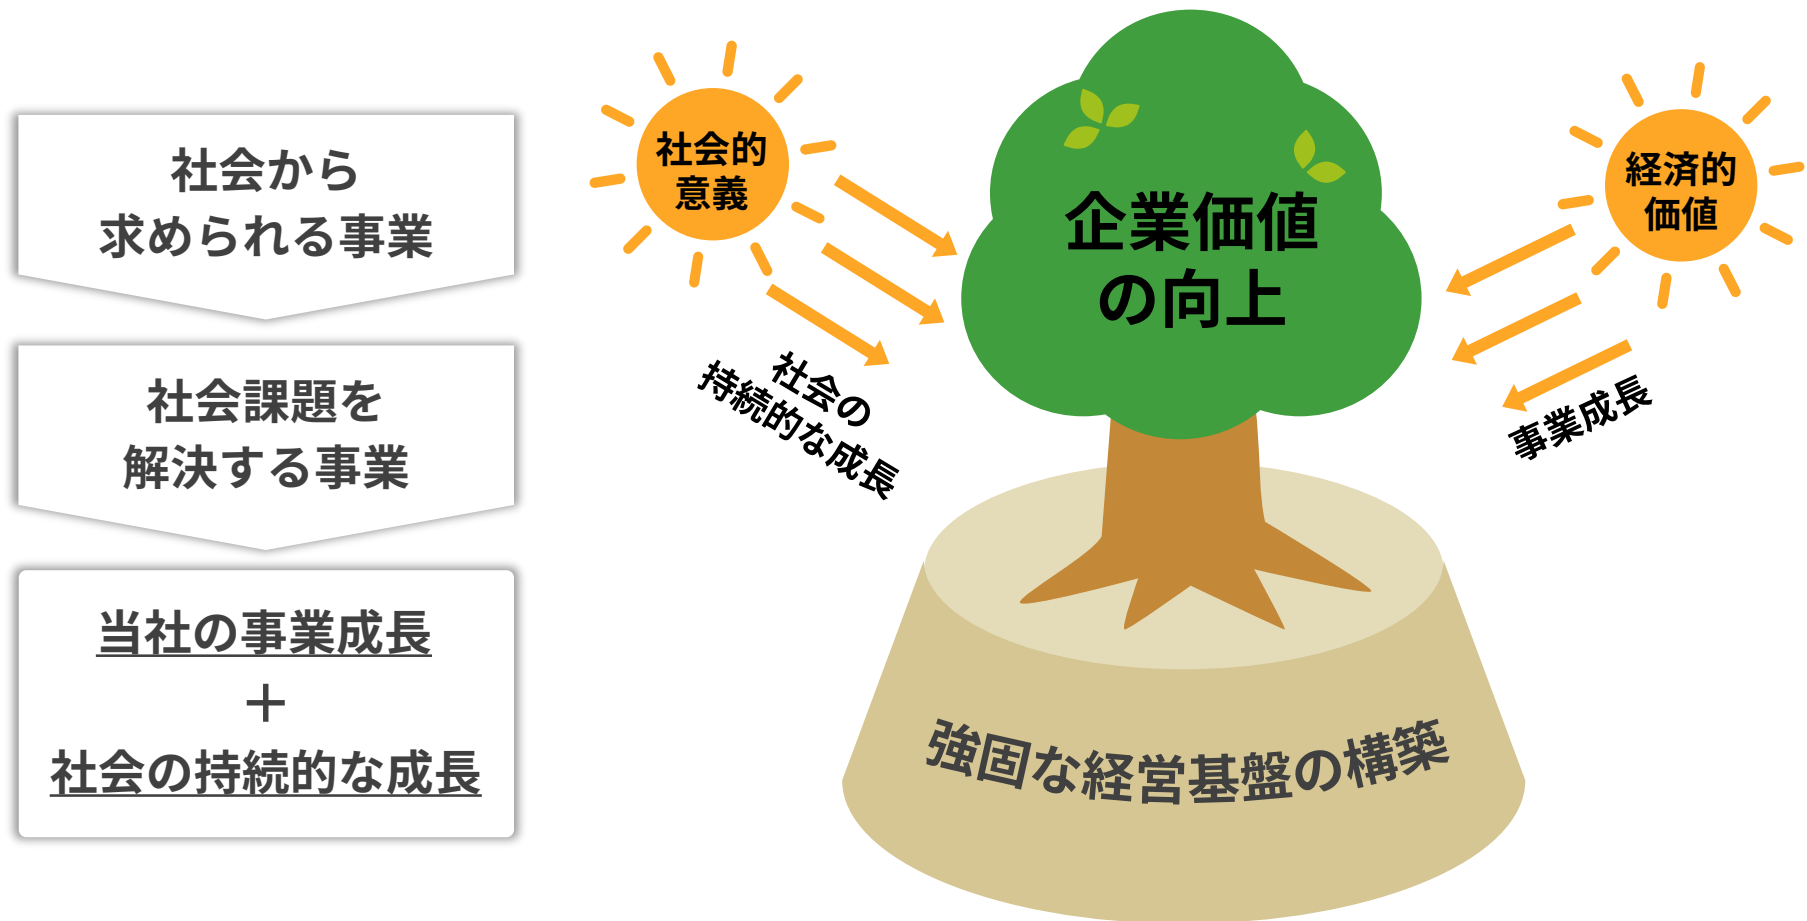 社会から
求められる事業
社会課題を
解決する事業
当社の事業成長
＋
社会の持続的な成長
社会的
意義
社会の
持続的な成長
企業価値
の向上
経済的
価値
事業成長
強固な経営基盤の構築